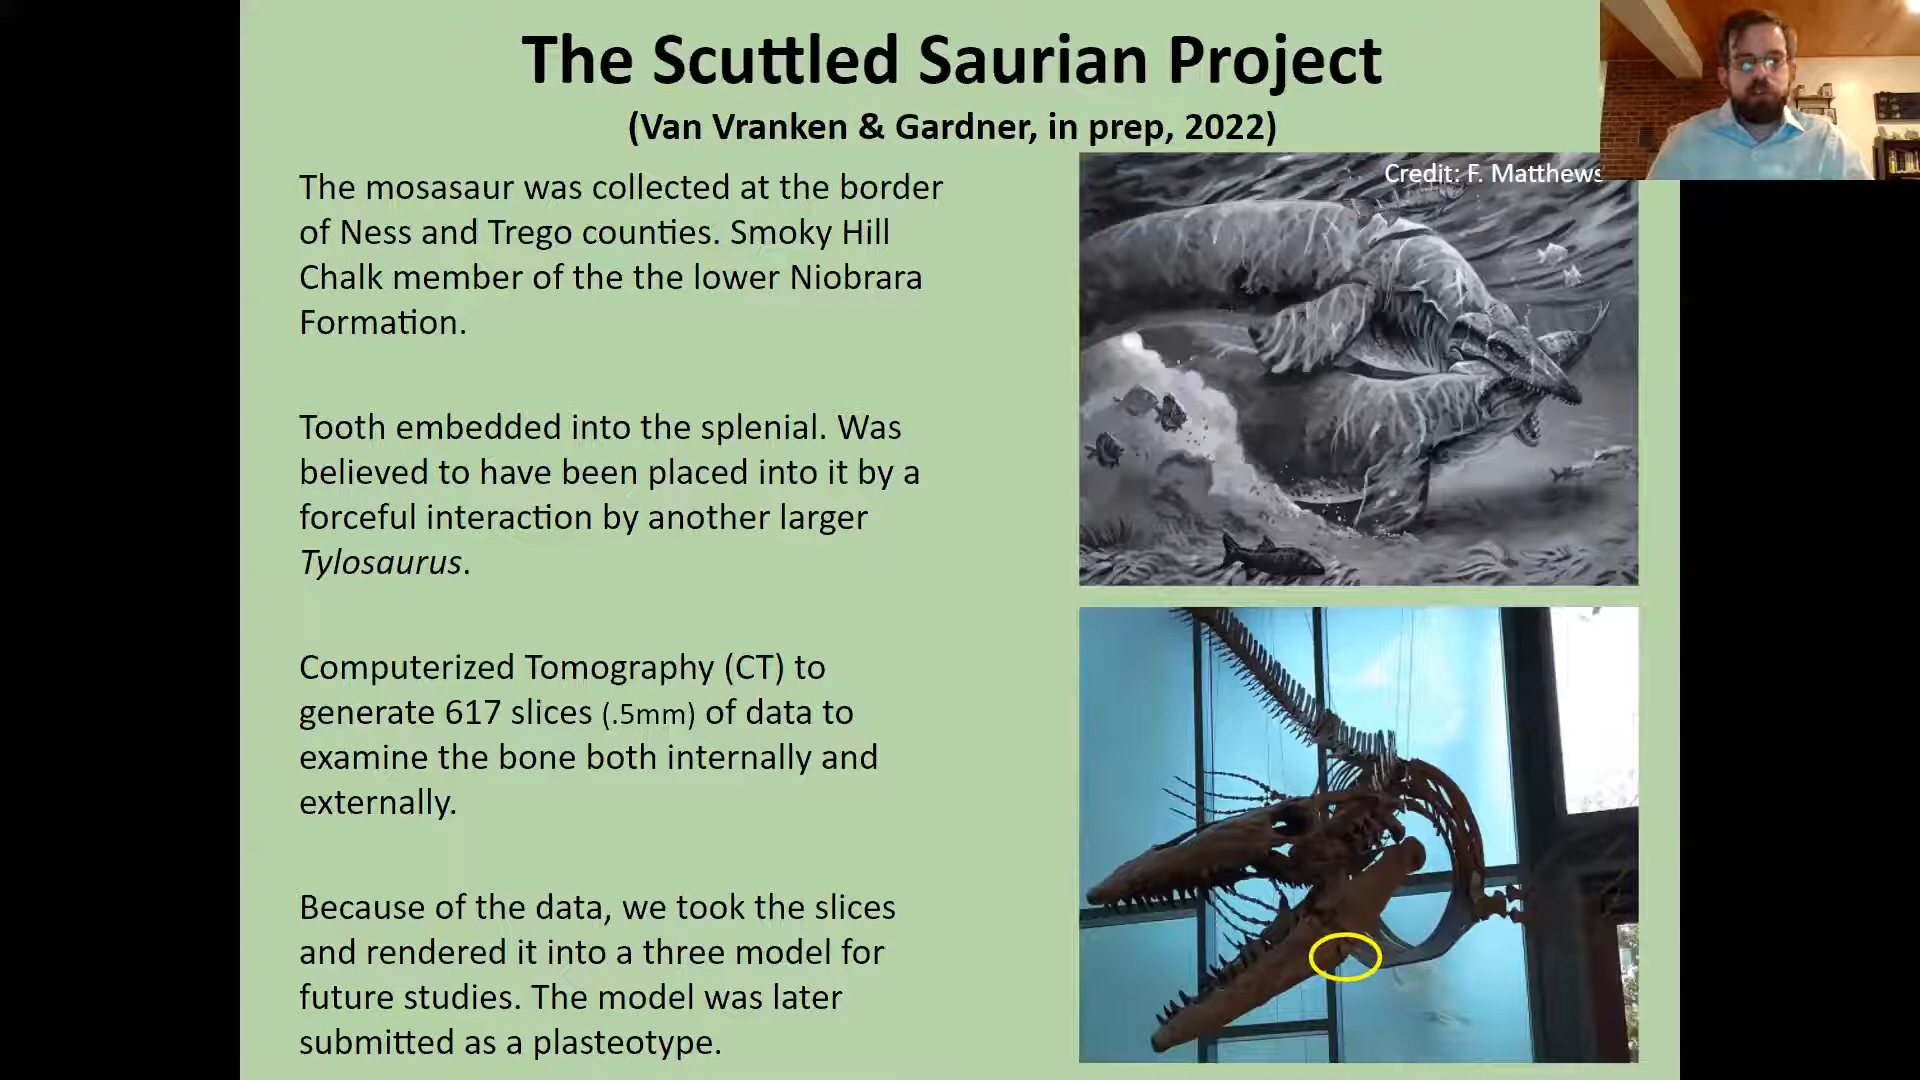 The Scuttled Saurian Project
(Van Vranken & Gardner, in prep, 2022)
Credit: F. Matthews
The mosasaur was collected at the border
of Ness and Trego counties. Smoky Hill
Chalk member of the the lower Niobrara
Formation.
Tooth embedded into the splenial. Was
believed to have been placed into it by a
forceful interaction by another larger
Tylosaurus.
Computerized Tomography (CT) to
generate 617 slices (.5mm) of data to
examine the bone both internally and
externally.
Because of the data, we took the slices
and rendered it into a three model for
future studies. The model was later
submitted as a plasteotype.